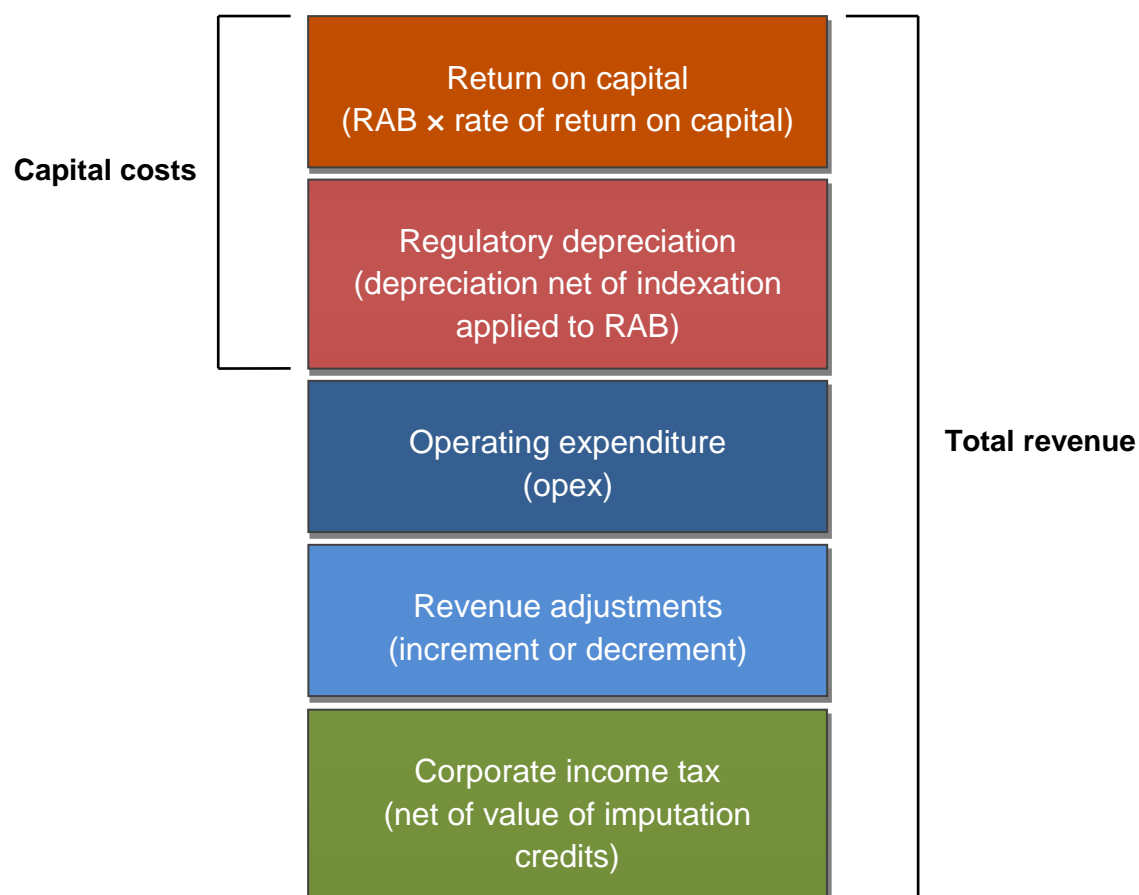 Return on capital
(RAB × rate of return on capital)
Capital costs
Regulatory depreciation
(depreciation net of indexation
applied to RAB)
Operating expenditure
(opex)
Total revenue
Revenue adjustments
(increment or decrement)
Corporate income tax
(net of value of imputation
credits)